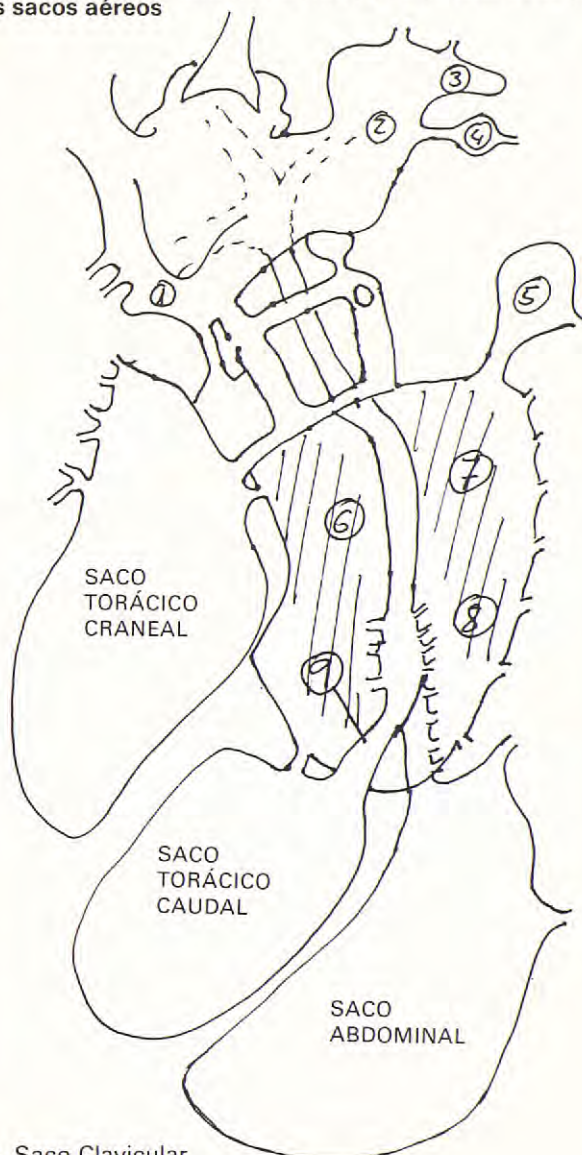 s sacos aéreos
3
2
4
5
1
7
6
8
9
SACO
TORÁCICO
CRANEAL
SACO
TORÁCICO
CAUDAL
SACO
ABDOMINAL
Saco Clavicular